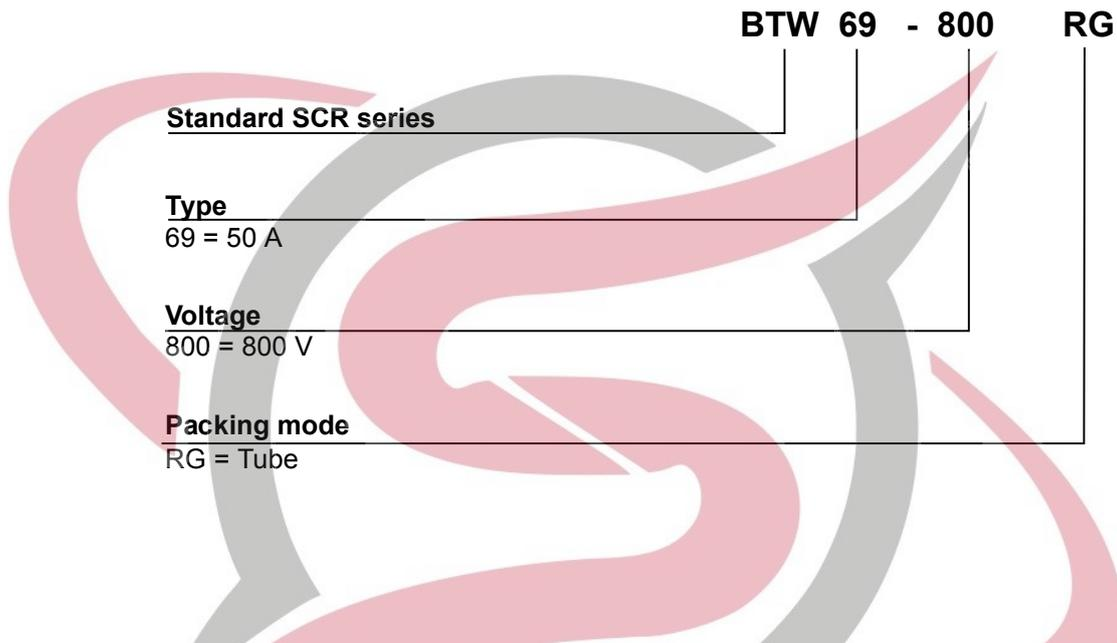 BTW 69 - 800 RG
Standard SCR series
Type
69 = 50 A
Voltage
800 = 800 V
Packing mode
RG = Tube